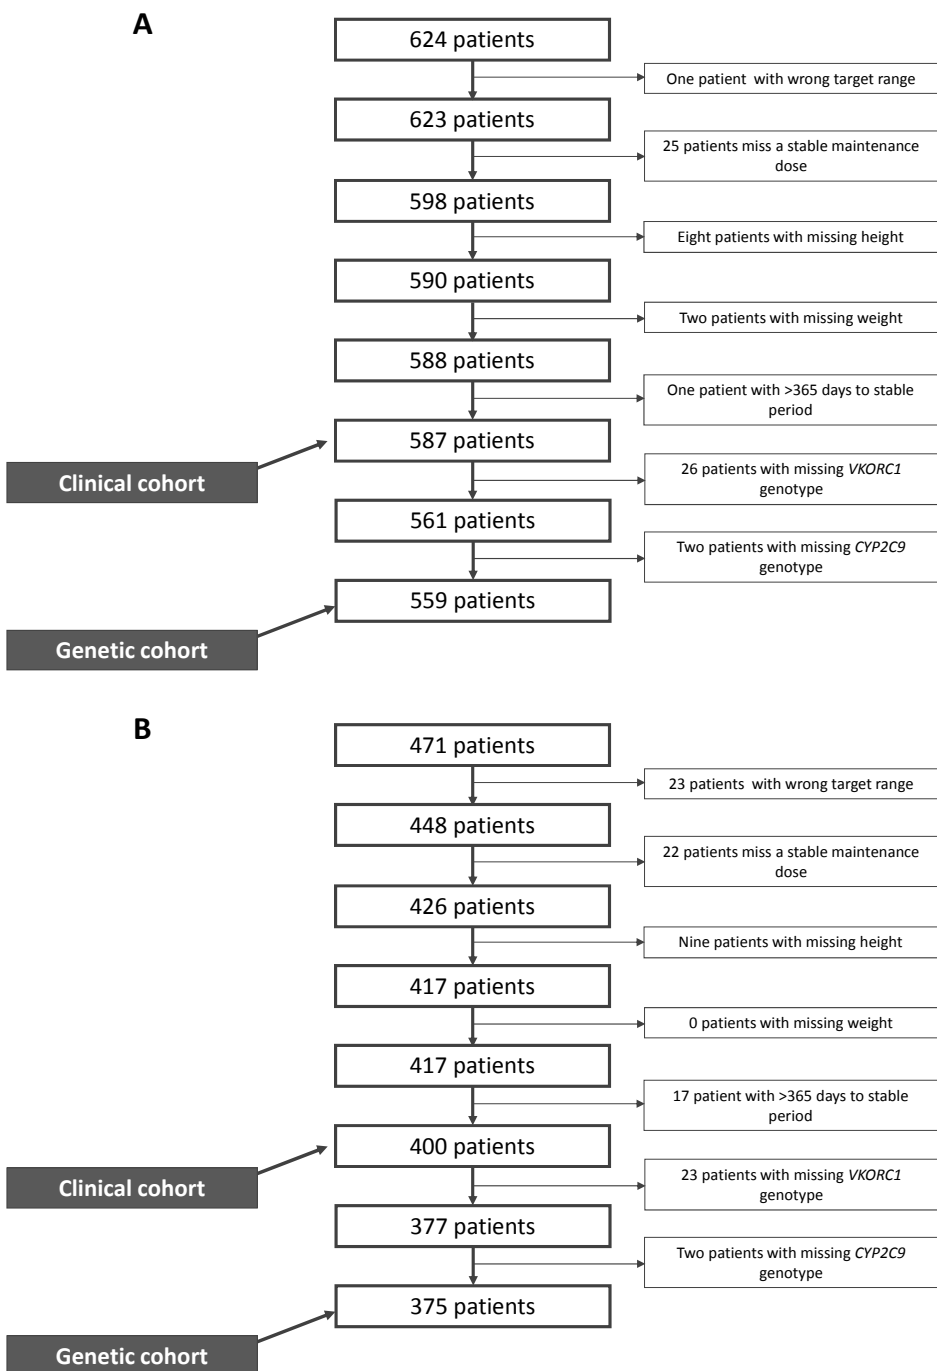 A
624 patients
One patient  with wrong target range
623 patients
25 patients miss a stable maintenance
dose
598 patients
Eight patients with missing height
590 patients
Two patients with missing weight
588 patients
One patient with >365 days to stable
period
587 patients
Clinical cohort
26 patients with missing VKORC1
genotype
561 patients
Two patients with missing CYP2C9
genotype
559 patients
Genetic cohort
B
471 patients
23 patients  with wrong target range
448 patients
22 patients miss a stable maintenance
dose
426 patients
Nine patients with missing height
417 patients
0 patients with missing weight
417 patients
17 patient with >365 days to stable
period
400 patients
Clinical cohort
23 patients with missing VKORC1
genotype
377 patients
Two patients with missing CYP2C9
genotype
375 patients
Genetic cohort